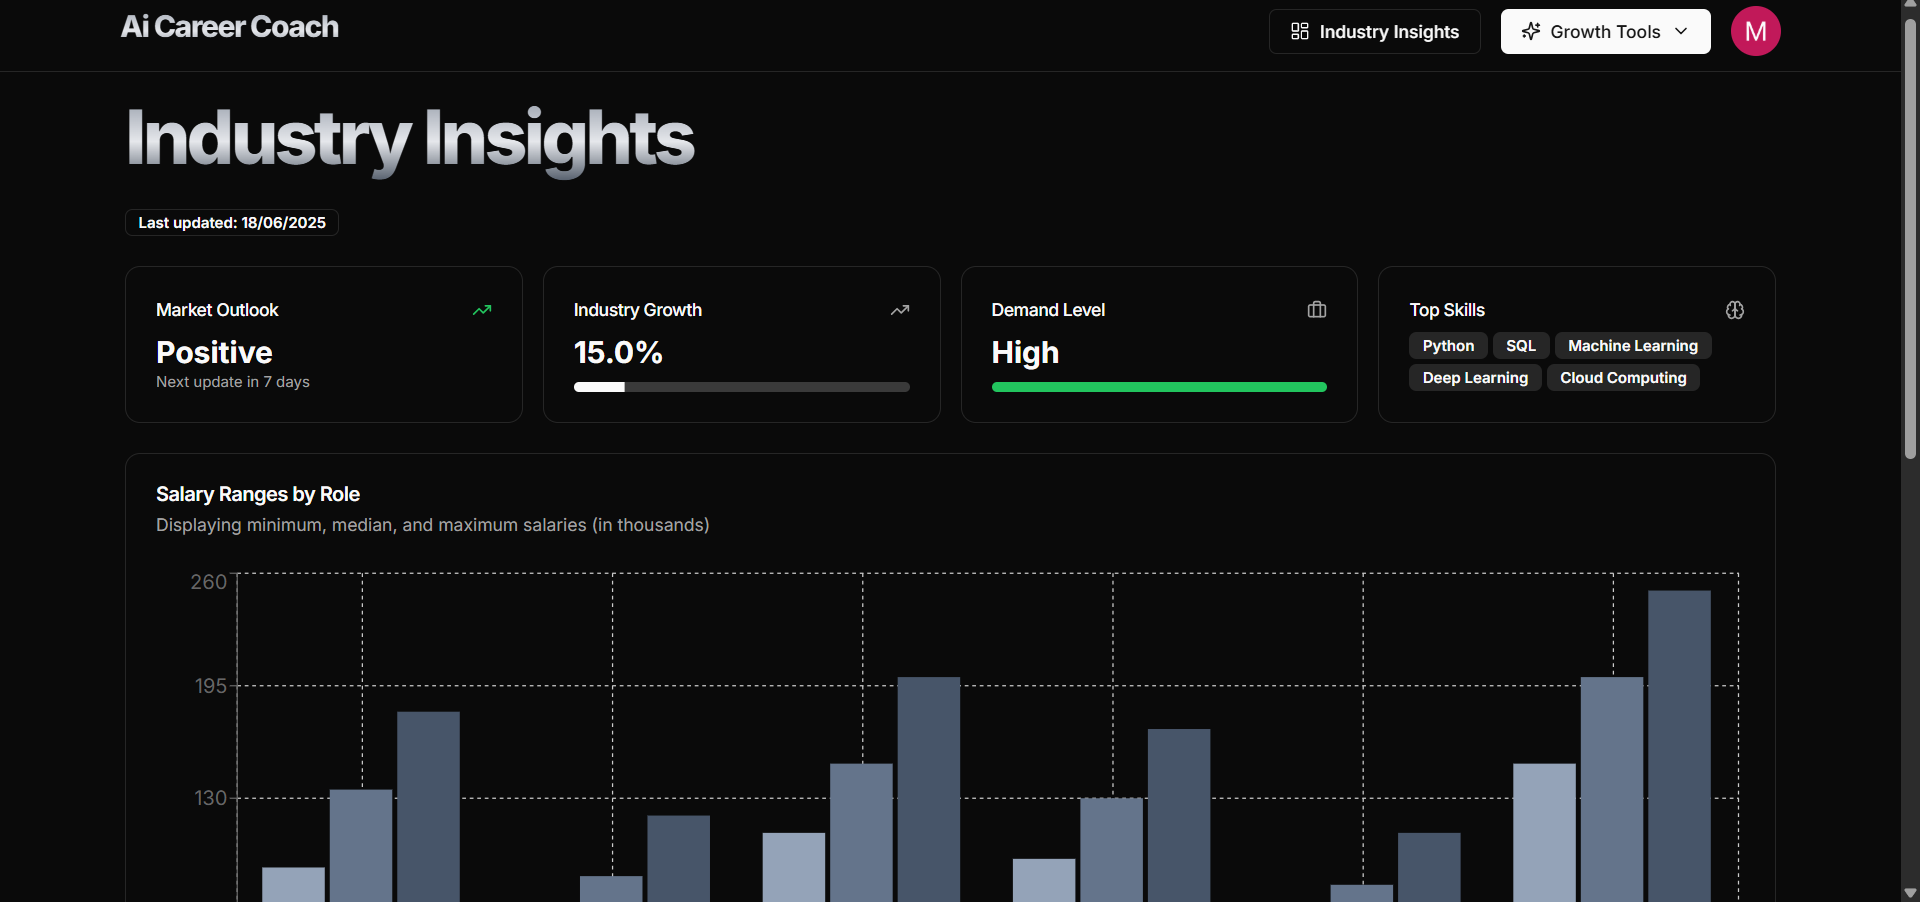 Ai Career Coach
Industry Insights
Growth Tools
M
Industry Insights
Last updated: 18/06/2025
Market Outlook
Positive
Next update in 7 days
Industry Growth
15.0%
Demand Level
High
Top Skills
Python SQL Machine Learning
Deep Learning Cloud Computing
Salary Ranges by Role
Displaying minimum, median, and maximum salaries (in thousands)
260
195
130